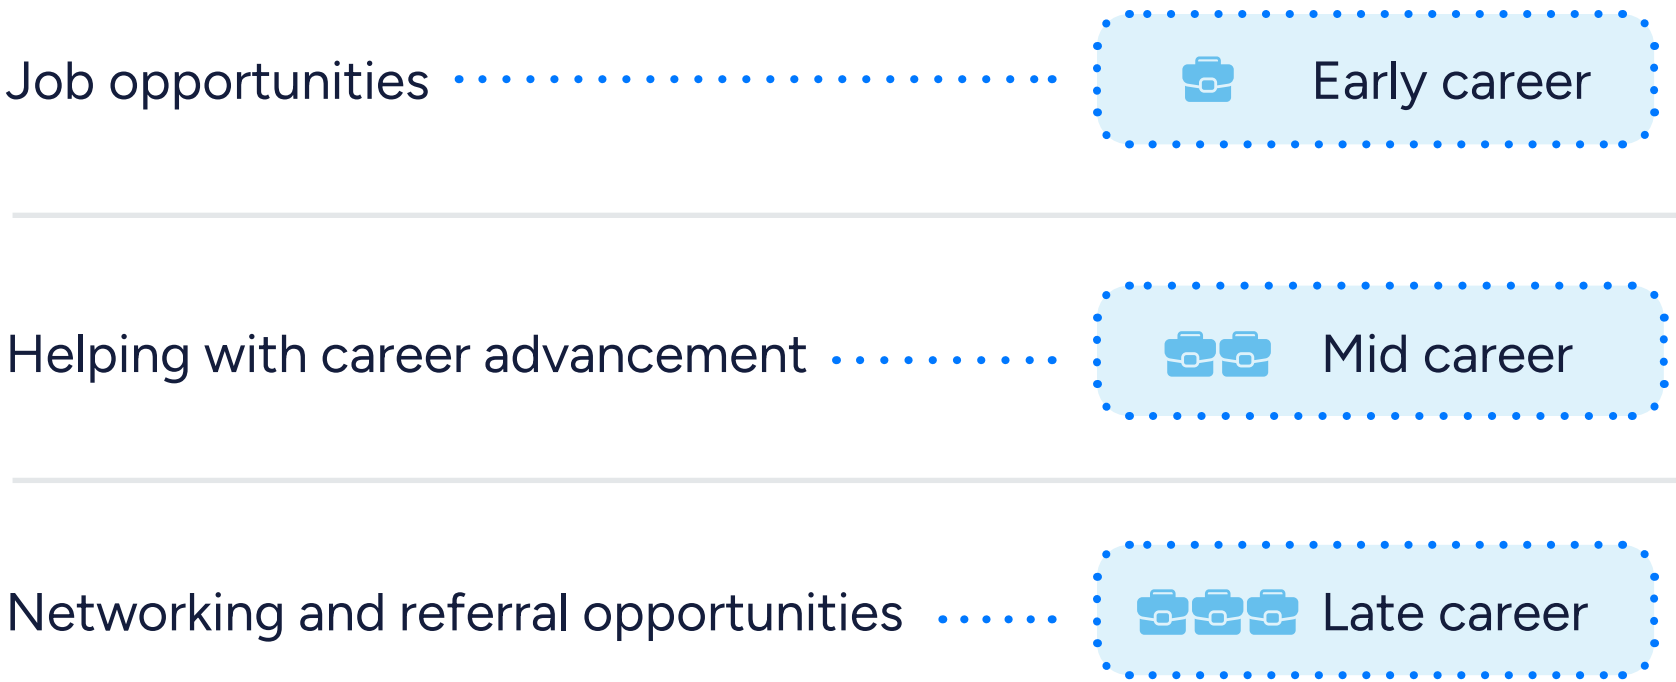 Job opportunities Early career
Helping with career advancement Mid career
Networking and referral opportunities Late career